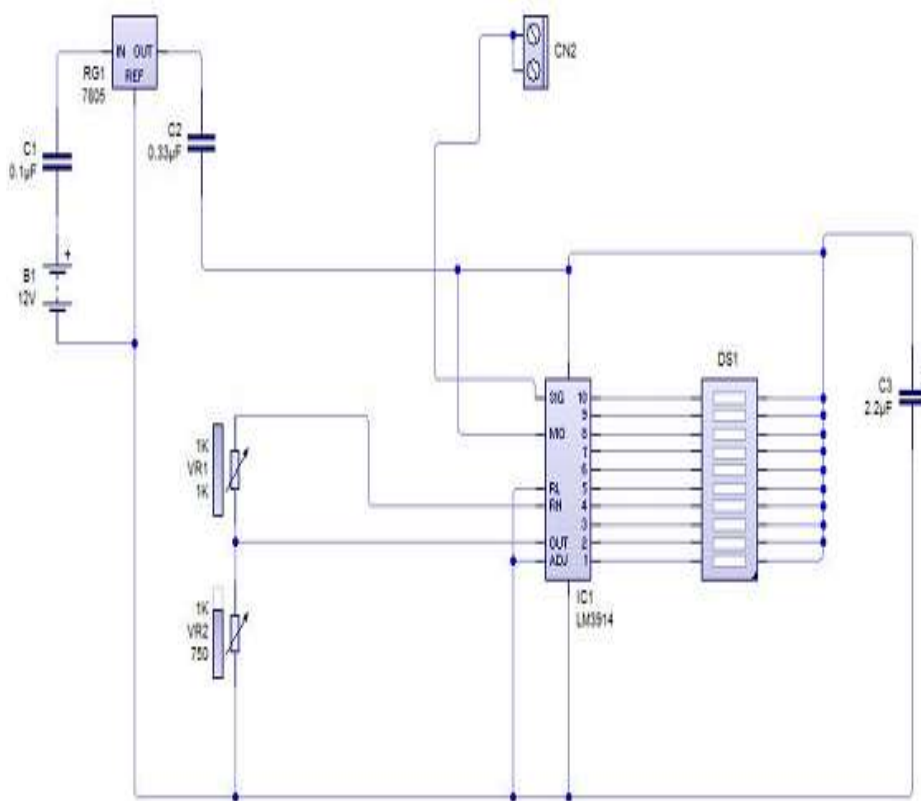 IN OUT
REF
RG1
7805
C1
0.1µF
C2
0.33µF
+
B1
12V
CN2
DS1
C3
2.2µF
1K
VR1
1K
1K
VR2
750
SIG 10
9
MO 8
7
6
RL 5
RH 4
3
OUT 2
ADJ 1
IC1
LM3914